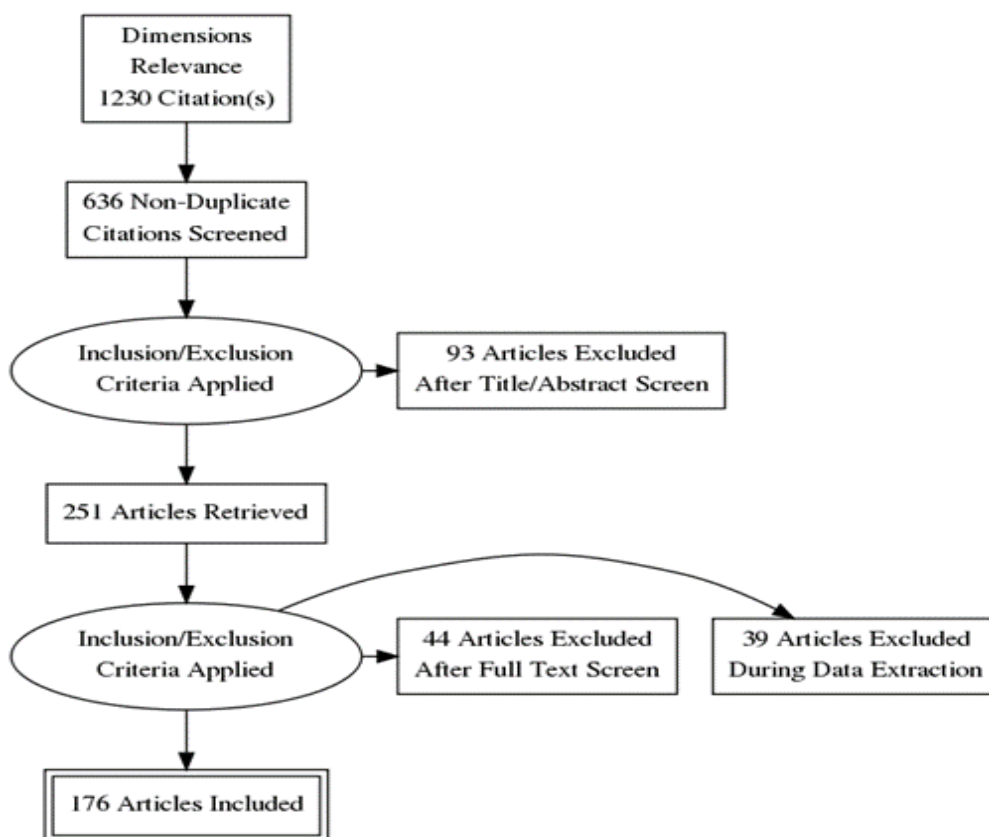 Dimensions
Relevance
1230 Citation(s)
636 Non-Duplicate
Citations Screened
Inclusion/Exclusion
Criteria Applied
93 Articles Excluded
After Title/Abstract Screen
251 Articles Retrieved
Inclusion/Exclusion
Criteria Applied
44 Articles Excluded
After Full Text Screen
39 Articles Excluded
During Data Extraction
176 Articles Included